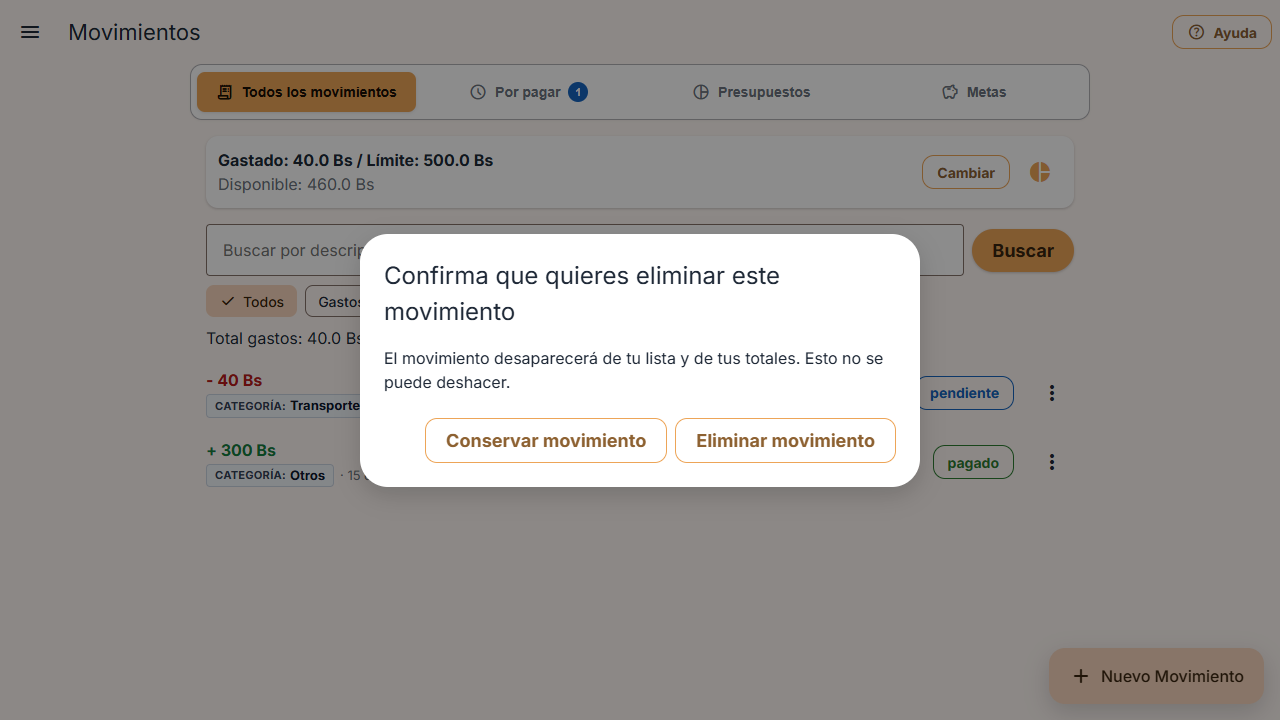 Movimientos
Ayuda
Todos los movimientos
Por pagar 1
Presupuestos
Metas
Gastado: 40.0 Bs / Límite: 500.0 Bs
Disponible: 460.0 Bs
Cambiar
Buscar por
Buscar
Todos
Total gastos: 40.0
Confirma que quieres eliminar este
movimiento
El movimiento desaparecerá de tu lista y de tus totales. Esto no se
puede deshacer.
Conservar movimiento
Eliminar movimiento
- 40 Bs
CATEGORÍA: Transporte
pendiente
+ 300 Bs
CATEGORÍA: Otros · 15
pagado
Nuevo Movimiento